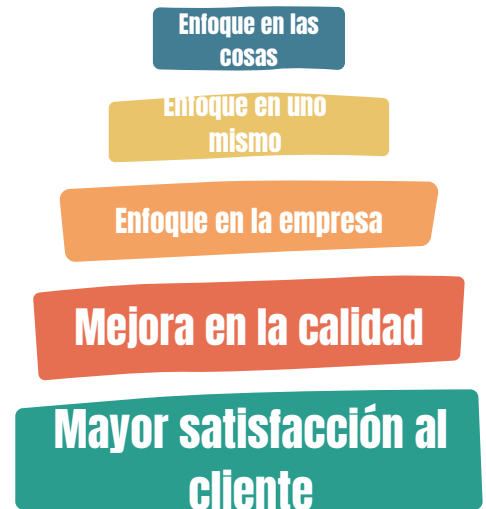 Enfoque en las
cosas
Enfoque en uno
mismo
Enfoque en la empresa
Mejora en la calidad
Mayor satisfacción al
cliente